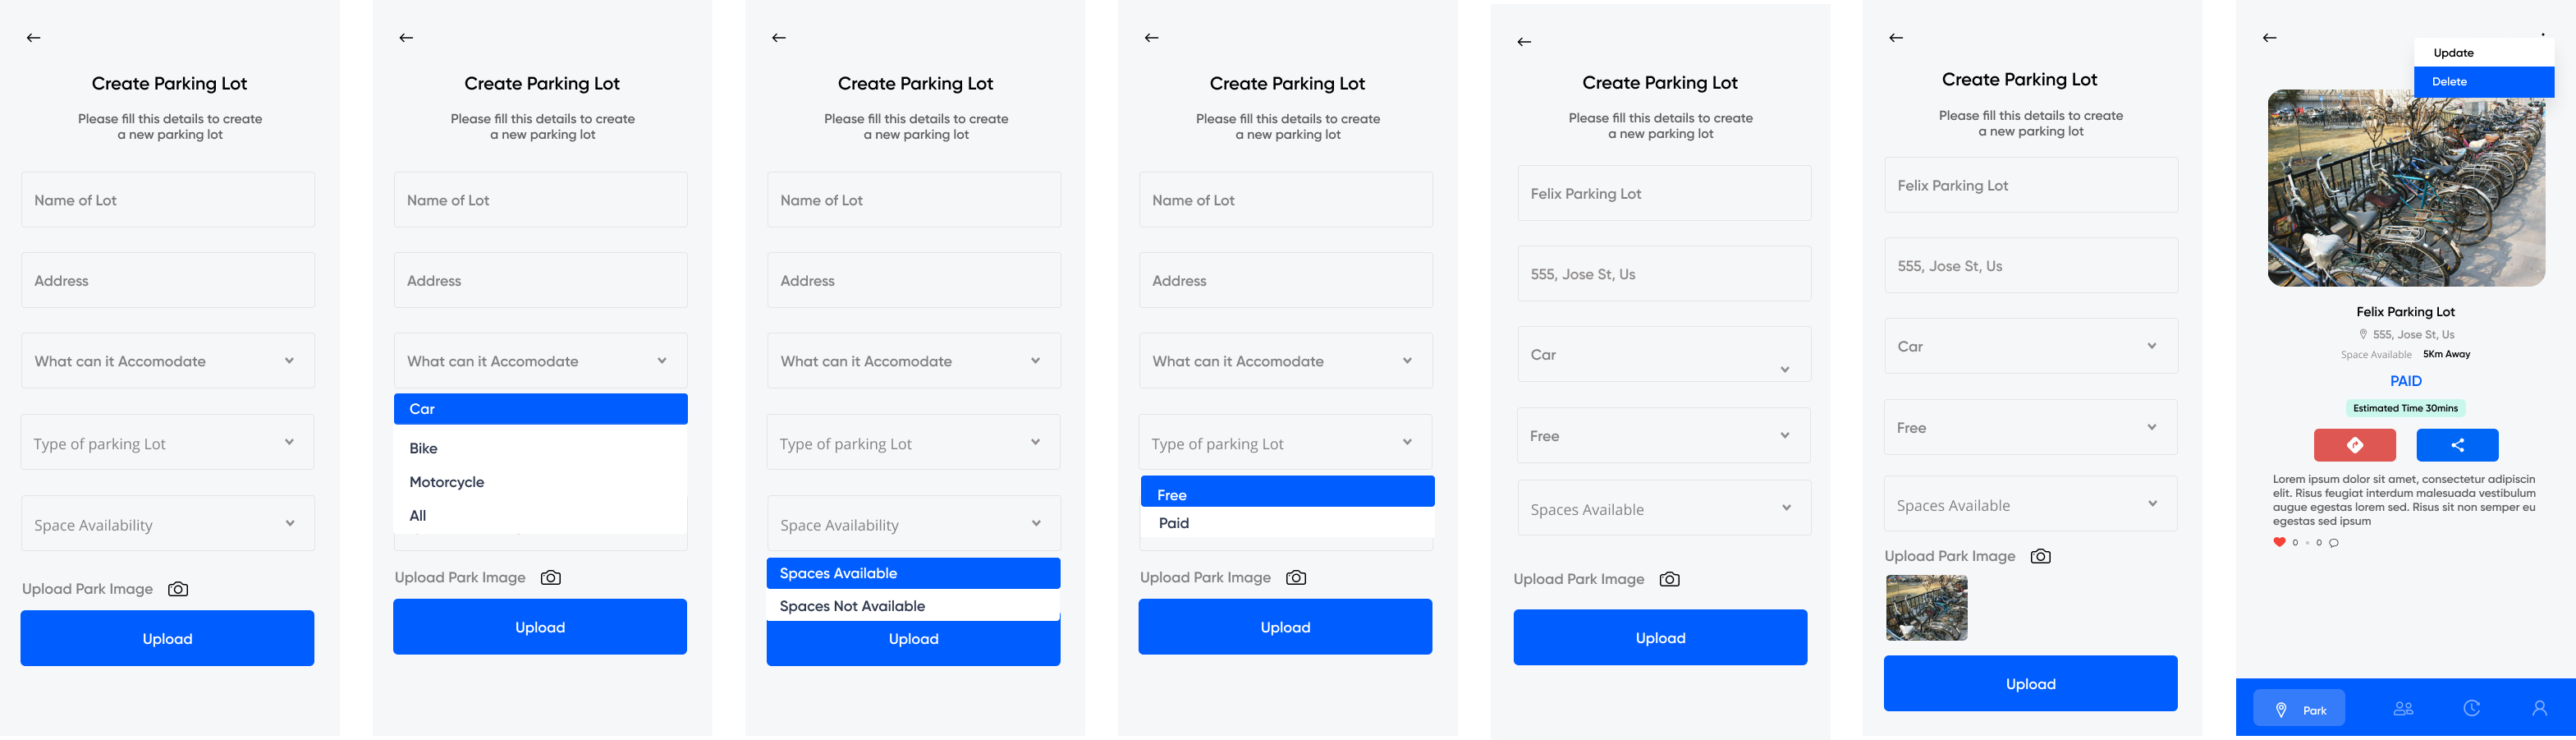 Create Parking Lot
Please fill this details to create
a new parking lot
Name of Lot
Address
What can it Accomodate
Type of parking Lot
Space Availability
Upload Park Image
Upload
Create Parking Lot
Please fill this details to create
a new parking lot
Name of Lot
Address
What can it Accomodate
Car
Bike
Motorcycle
All
Upload Park Image
Upload
Create Parking Lot
Please fill this details to create
a new parking lot
Name of Lot
Address
What can it Accomodate
Type of parking Lot
Space Availability
Spaces Available
Spaces Not Available
Upload
Create Parking Lot
Please fill this details to create
a new parking lot
Name of Lot
Address
What can it Accomodate
Type of parking Lot
Free
Paid
Upload Park Image
Upload
Create Parking Lot
Please fill this details to create
a new parking lot
Felix Parking Lot
555, Jose St, Us
Car
Free
Spaces Available
Upload Park Image
Upload
Create Parking Lot
Please fill this details to create
a new parking lot
Felix Parking Lot
555, Jose St, Us
Car
Free
Spaces Available
Upload Park Image
Upload
Update
Delete
Felix Parking Lot
555, Jose St, Us
Space Available 5Km Away
PAID
Estimated Time 30mins
Lorem ipsum dolor sit amet, consectetur adipiscin
elit. Risus feugiat interdum malesuada vestibulum
augue egestas lorem sed. Risus sit non semper eu
egestas sed ipsum
0 0
Park